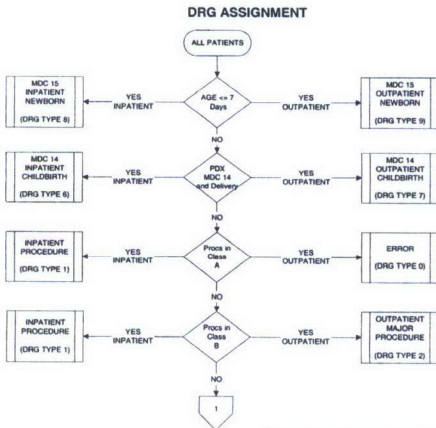 DRG ASSIGNMENT
ALL PATIENTS
MDC 15
INPATIENT
NEWBORN
(DRG TYPE 8)
YES
INPATIENT
AGE <= 7
Days
YES
OUTPATIENT
MDC 15
OUTPATIENT
NEWBORN
(DRG TYPE 9)
NO
MDC 14
INPATIENT
CHILDBIRTH
(DRG TYPE 6)
YES
INPATIENT
PDX
MDC 14
and Delivery
YES
OUTPATIENT
MDC 14
OUTPATIENT
CHILDBIRTH
(DRG TYPE 7)
NO
INPATIENT
PROCEDURE
(DRG TYPE 1)
YES
INPATIENT
Procs in
Class
A
YES
OUTPATIENT
ERROR
(DRG TYPE 0)
NO
INPATIENT
PROCEDURE
(DRG TYPE 1)
YES
INPATIENT
Procs in
Class
B
YES
OUTPATIENT
OUTPATIENT
MAJOR
PROCEDURE
(DRG TYPE 2)
NO
1